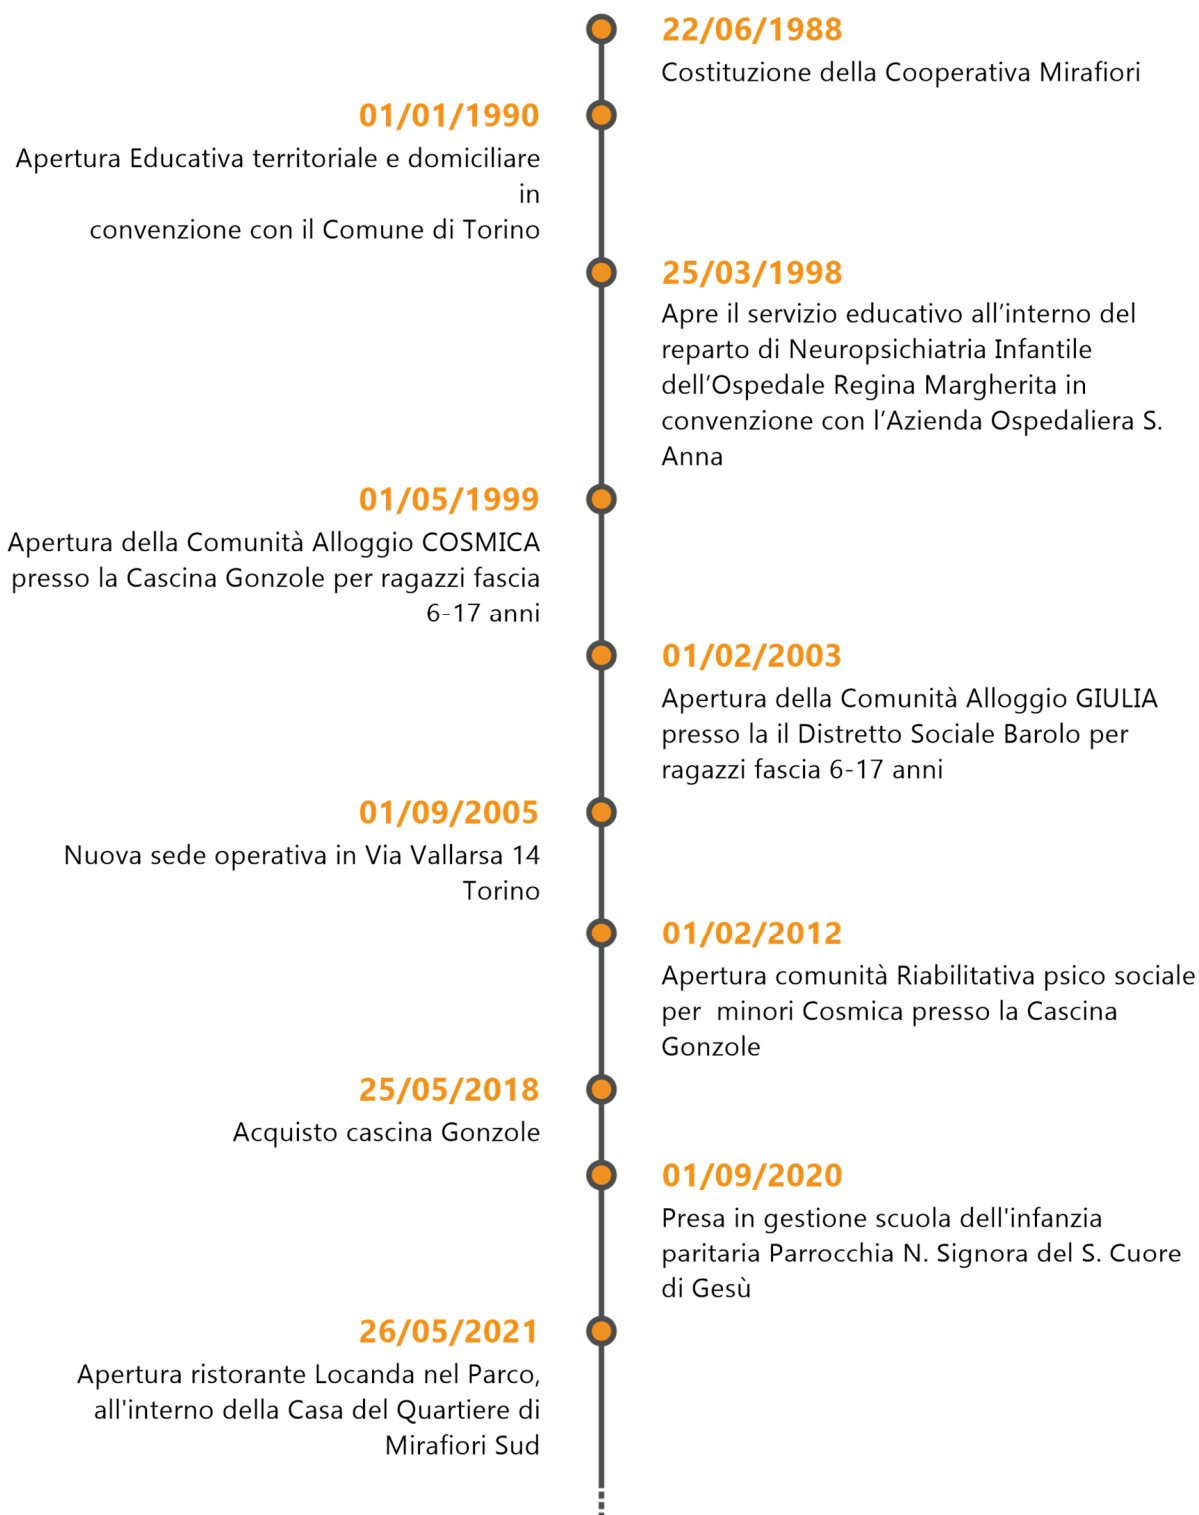 22/06/1988
Costituzione della Cooperativa Mirafiori
01/01/1990
Apertura Educativa territoriale e domiciliare
in
convenzione con il Comune di Torino
25/03/1998
Apre il servizio educativo all’interno del
reparto di Neuropsichiatria Infantile
dell’Ospedale Regina Margherita in
convenzione con l’Azienda Ospedaliera S.
Anna
01/05/1999
Apertura della Comunità Alloggio COSMICA
presso la Cascina Gonzole per ragazzi fascia
6-17 anni
01/02/2003
Apertura della Comunità Alloggio GIULIA
presso la il Distretto Sociale Barolo per
ragazzi fascia 6-17 anni
01/09/2005
Nuova sede operativa in Via Vallarsa 14
Torino
01/02/2012
Apertura comunità Riabilitativa psico sociale
per  minori Cosmica presso la Cascina
Gonzole
25/05/2018
Acquisto cascina Gonzole
01/09/2020
Presa in gestione scuola dell'infanzia
paritaria Parrocchia N. Signora del S. Cuore
di Gesù
26/05/2021
Apertura ristorante Locanda nel Parco,
all'interno della Casa del Quartiere di
Mirafiori Sud